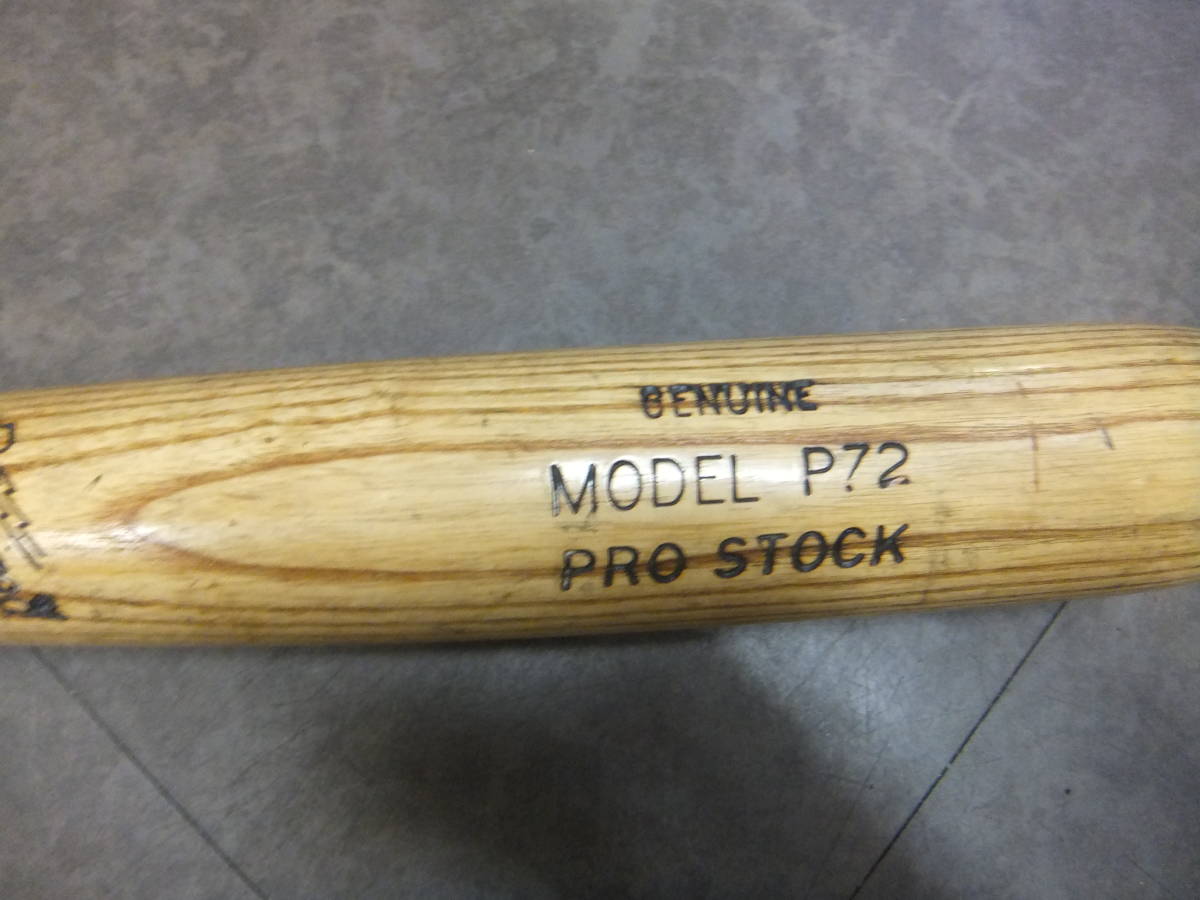 GENUINE
MODEL P72
PRO STOCK